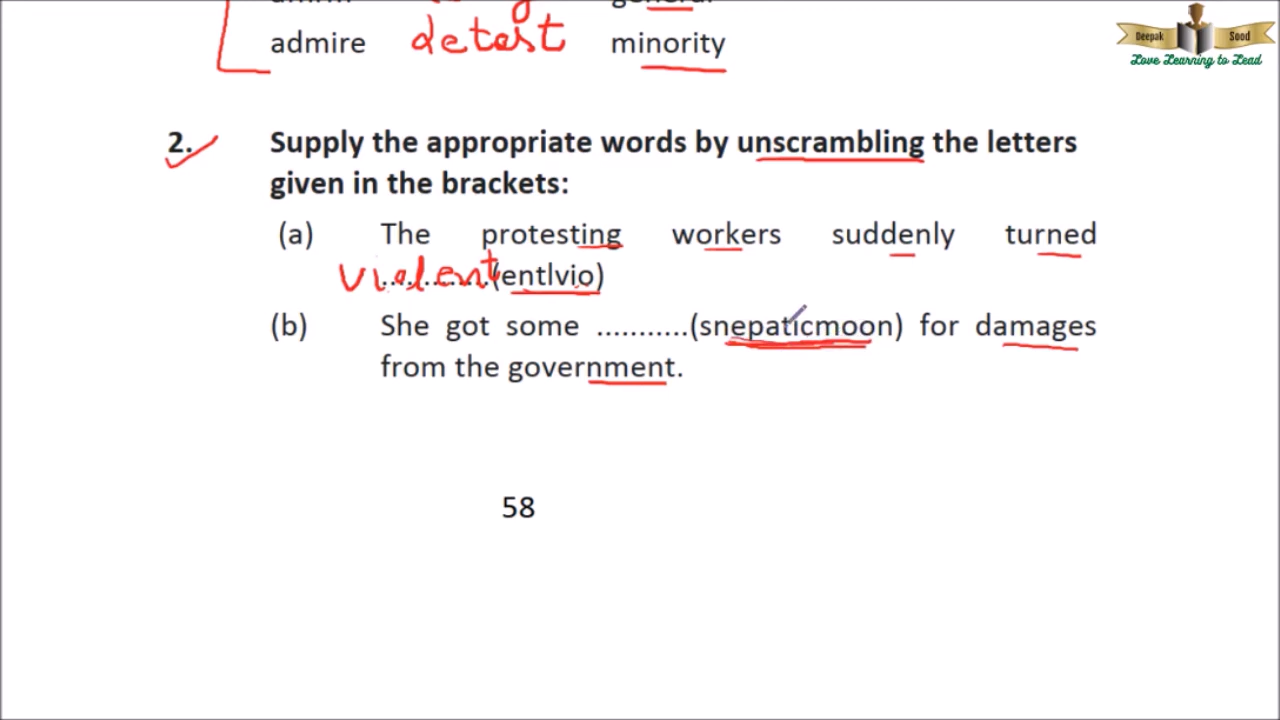 general
admire detest minority
Deepak Sood
Love Learning to Lead
2. Supply the appropriate words by unscrambling the letters
given in the brackets:
(a) The protesting workers suddenly turned
violent ............(entlvio)
(b) She got some ...........(snepaticmoon) for damages
from the government.
58